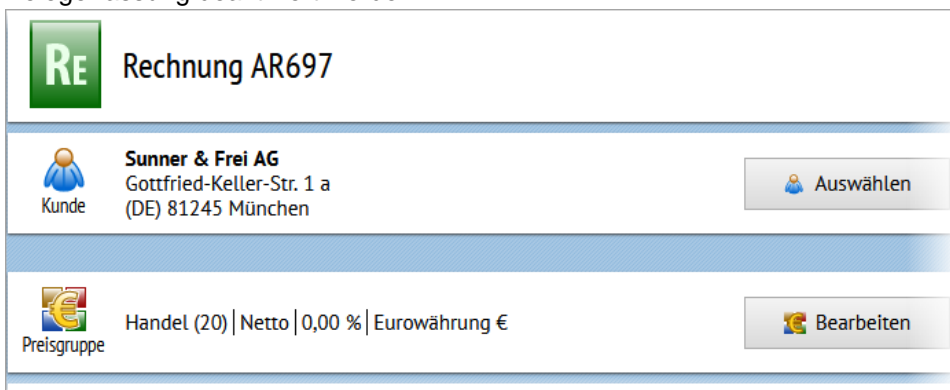 RE
Rechnung AR697
Sunner & Frei AG
Gottfried-Keller-Str. 1 a
(DE) 81245 München
Kunde
Auswählen
Handel (20) | Netto | 0,00 % | Eurowährung €
Preisgruppe
Bearbeiten